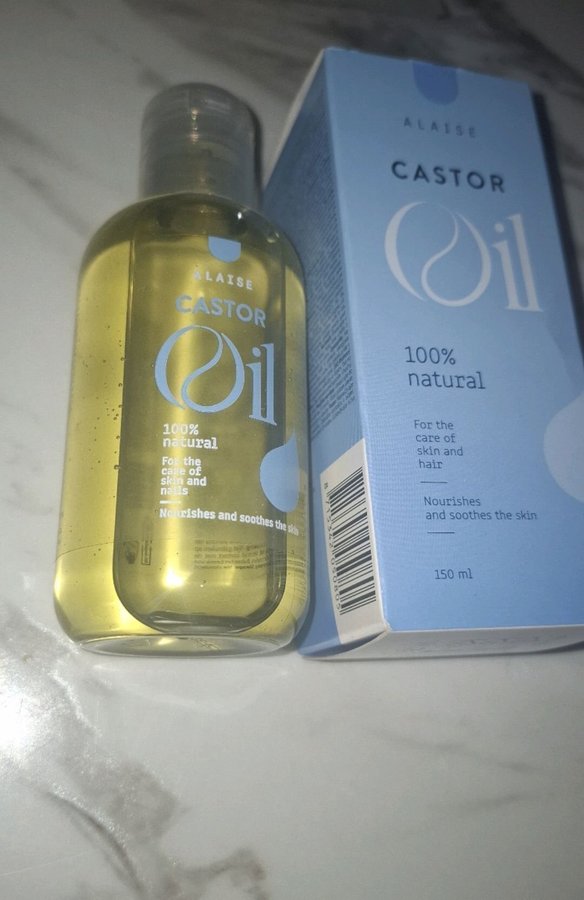 ALAISE
CASTOR
Oil
100%
natural
For the
care of
skin and
nails
Nourishes and soothes the skin
ALAISE
CASTOR
Oil
100%
natural
For the
care of
skin and
hair
Nourishes
and soothes the skin
150 ml